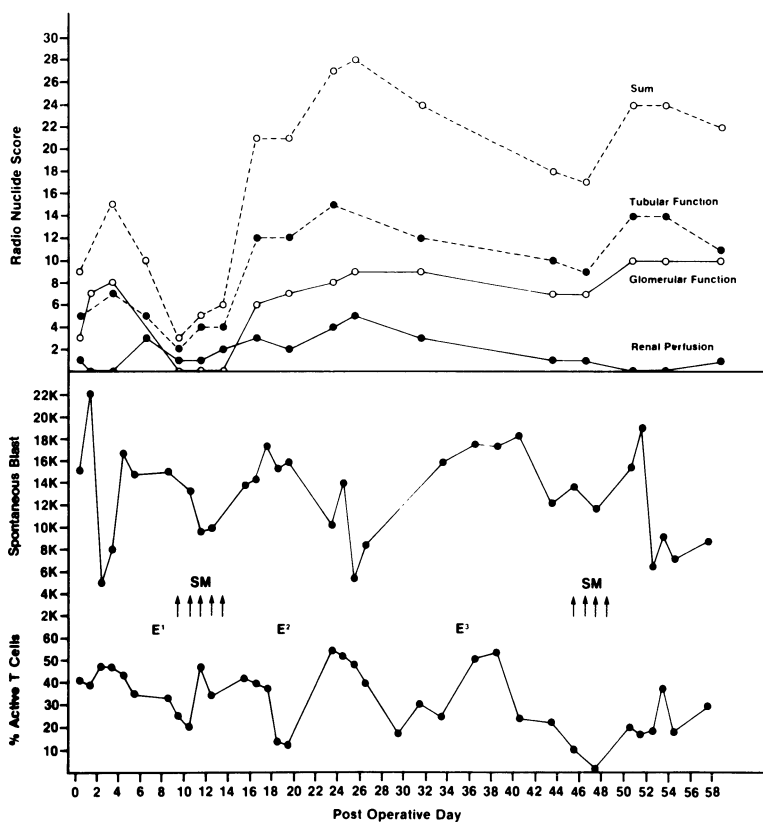 Radio Nuclide Score
30
28
26
24
22
20
18
16
14
12
10
8
6
4
2
Sum
Tubular Function
Glomerular Function
Renal Perfusion
Spontaneous Blast
22K
20K
18K
16K
14K
12K
10K
8K
6K
4K
2K
SM
SM
E¹
E²
E³
% Active T Cells
60
50
40
30
20
10
0 2 4 6 8 10 12 14 16 18 20 22 24 26 28 30 32 34 36 38 40 42 44 46 48 50 52 54 56 58
Post Operative Day